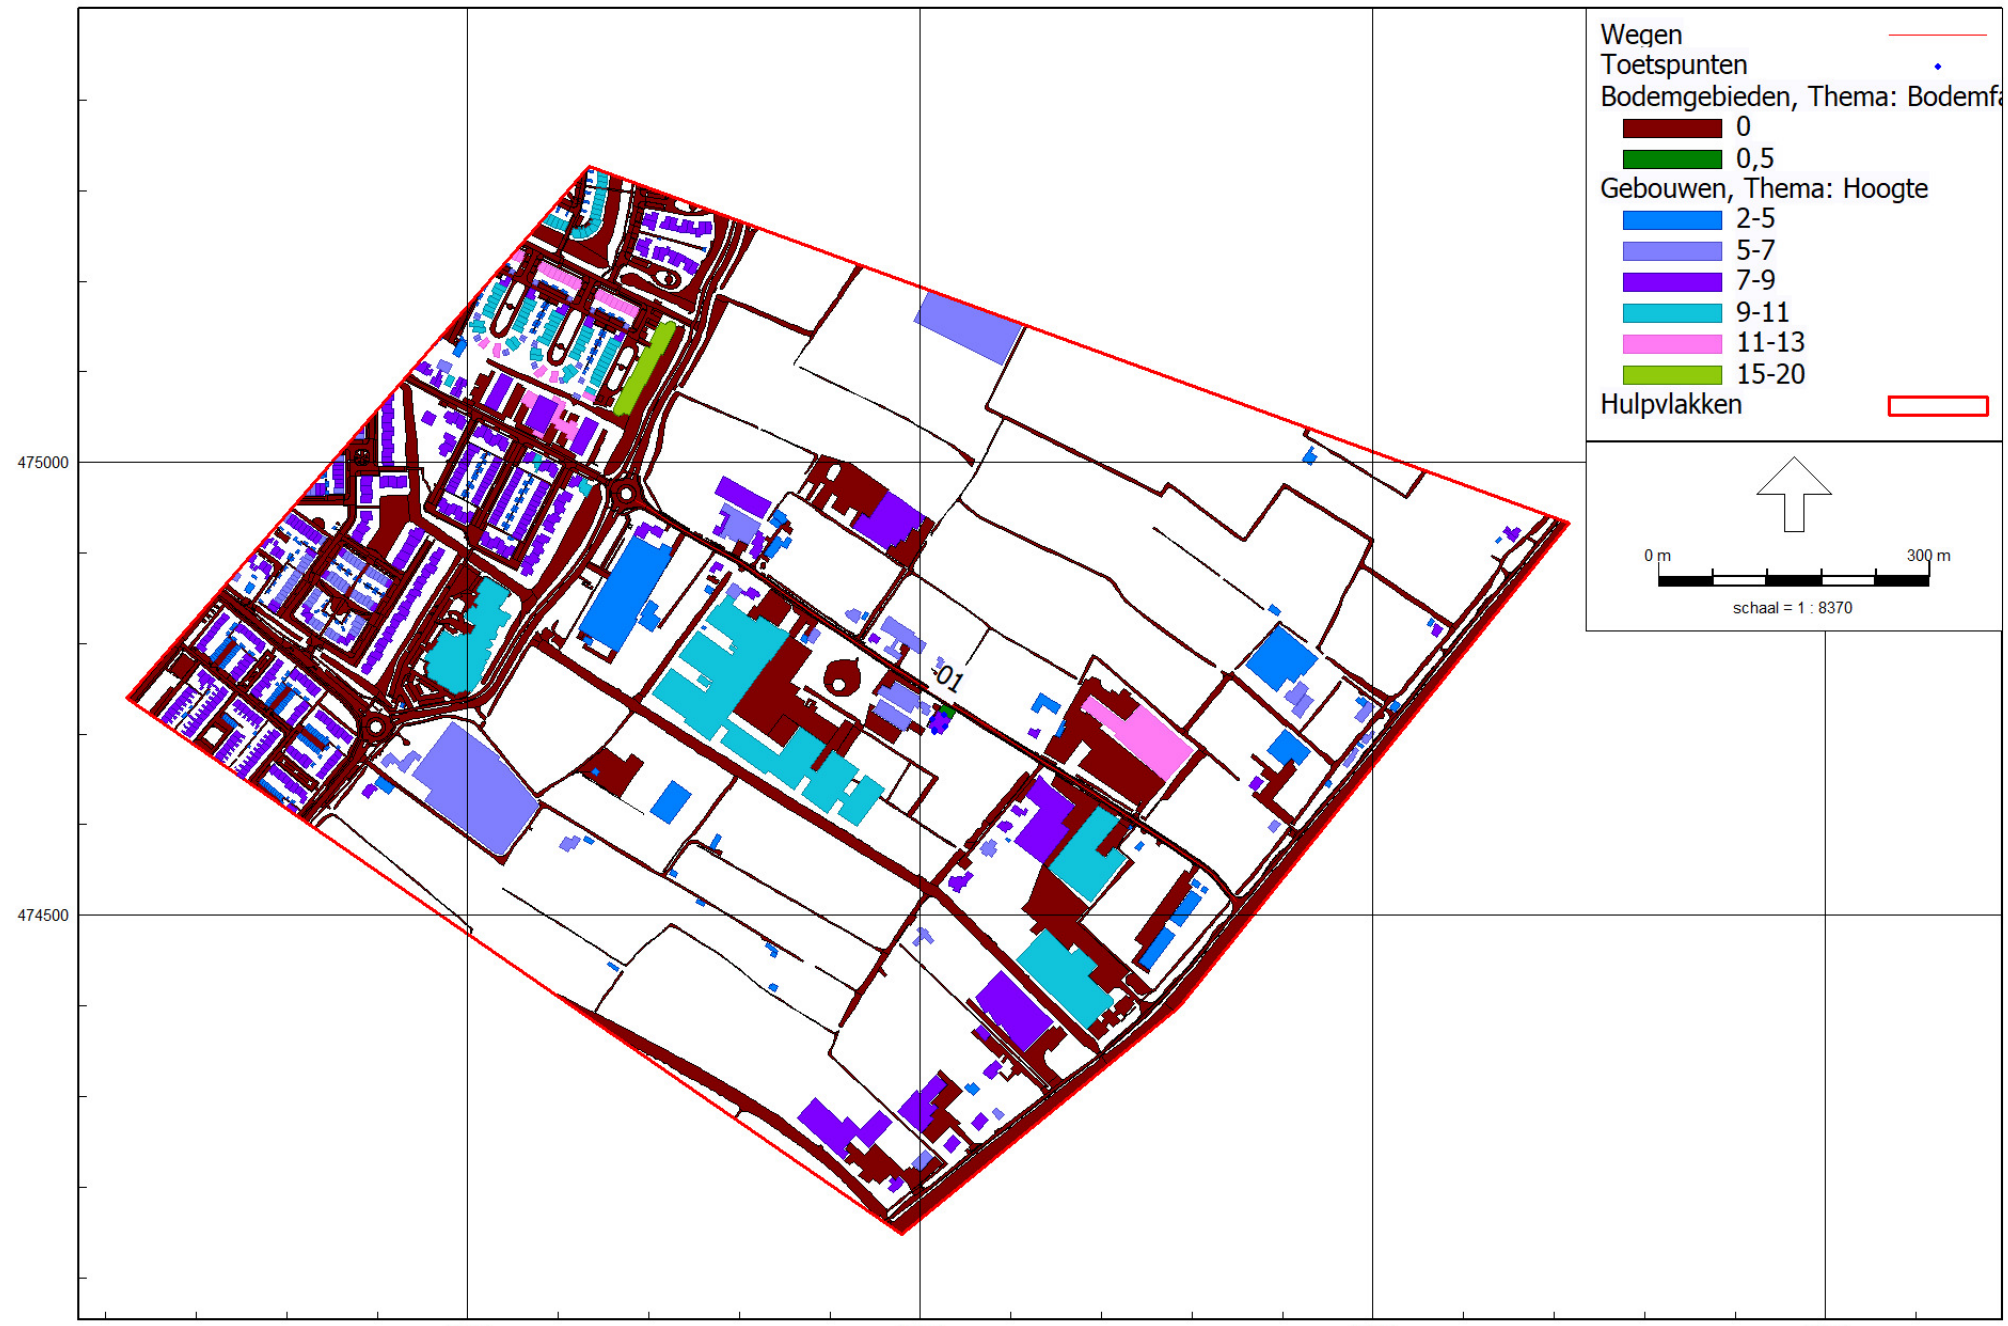 Wegen
Toetspunten
Bodemgebieden, Thema: Bodemfa
0
0,5
Gebouwen, Thema: Hoogte
2-5
5-7
7-9
9-11
11-13
15-20
Hulpvlakken
475000
0 m 300 m
schaal = 1 : 8370
-01
474500